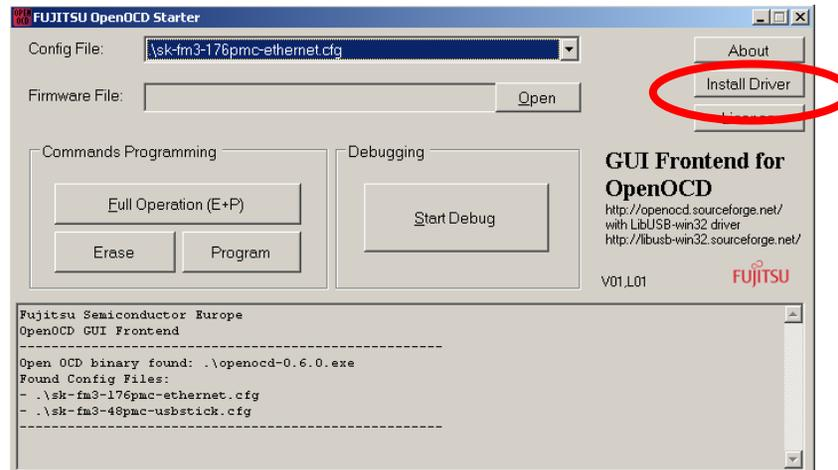 OPEN OCD FUJITSU OpenOCD Starter
Config File: .\sk-fm3-176pmc-ethernet.cfg
About
Install Driver
Firmware File: Open
License
Commands Programming
Debugging
Full Operation (E+P)
Erase
Program
Start Debug
GUI Frontend for
OpenOCD
http://openocd.sourceforge.net/
with LibUSB-win32 driver
http://libusb-win32.sourceforge.net/
V01,L01
FUJITSU
Fujitsu Semiconductor Europe
OpenOCD GUI Frontend
------------------------------------------------------
Open OCD binary found: .\openocd-0.6.0.exe
Found Config Files:
- .\sk-fm3-176pmc-ethernet.cfg
- .\sk-fm3-48pmc-usbstick.cfg
------------------------------------------------------